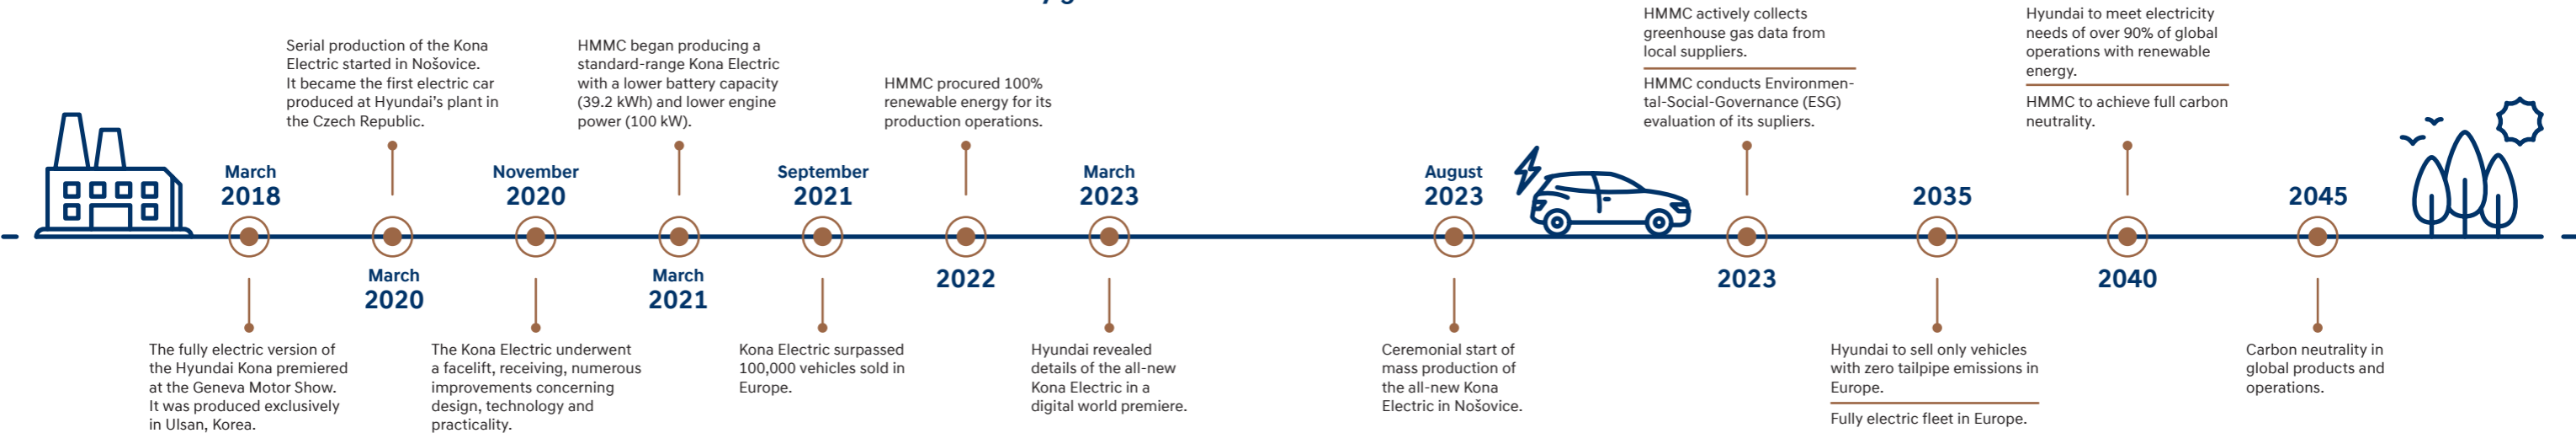 March
2018
The fully electric version of
the Hyundai Kona premiered
at the Geneva Motor Show.
It was produced exclusively
in Ulsan, Korea.
Serial production of the Kona
Electric started in Nošovice.
It became the first electric car
produced at Hyundai's plant in
the Czech Republic.
March
2020
November
2020
The Kona Electric underwent
a facelift, receiving, numerous
improvements concerning
design, technology and
practicality.
HMMC began producing a
standard-range Kona Electric
with a lower battery capacity
(39.2 kWh) and lower engine
power (100 kW).
March
2021
September
2021
Kona Electric surpassed
100,000 vehicles sold in
Europe.
HMMC procured 100%
renewable energy for its
production operations.
2022
March
2023
Hyundai revealed
details of the all-new
Kona Electric in a
digital world premiere.
August
2023
Ceremonial start of
mass production of
the all-new Kona
Electric in Nošovice.
HMMC actively collects
greenhouse gas data from
local suppliers.
HMMC conducts Environmen-
tal-Social-Governance (ESG)
evaluation of its supliers.
2023
2035
Hyundai to sell only vehicles
with zero tailpipe emissions in
Europe.
Fully electric fleet in Europe.
Hyundai to meet electricity
needs of over 90% of global
operations with renewable
energy.
HMMC to achieve full carbon
neutrality.
2040
2045
Carbon neutrality in
global products and
operations.